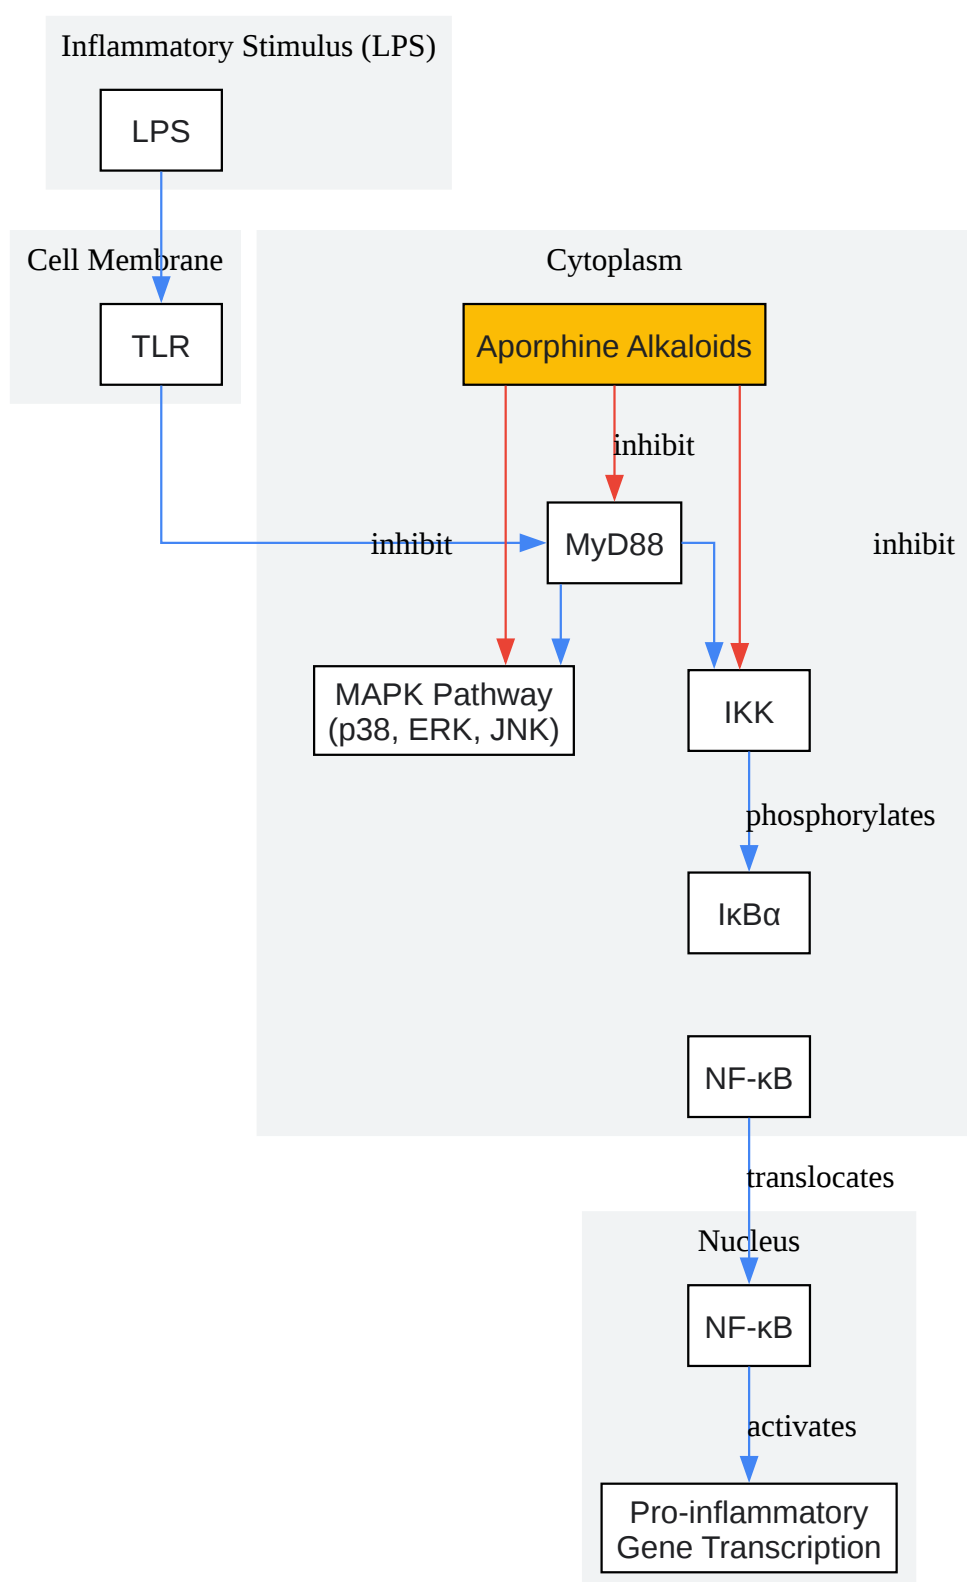 Inflammatory Stimulus (LPS)
LPS
Cell Membrane
TLR
Cytoplasm
Aporphine Alkaloids
inhibit
inhibit
MyD88
inhibit
MAPK Pathway
(p38, ERK, JNK)
IKK
phosphorylates
IκBα
NF-κB
translocates
Nucleus
NF-κB
activates
Pro-inflammatory
Gene Transcription